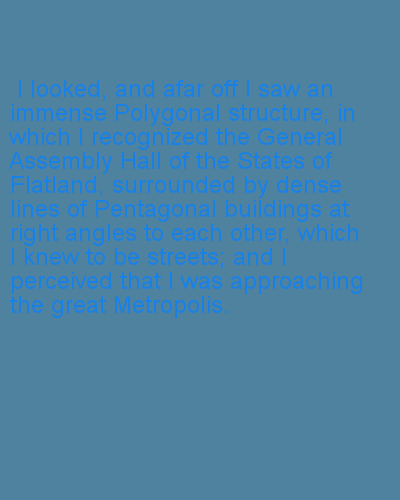 I looked, and afar off I saw an
immense Polygonal structure, in
which I recognized the General
Assembly Hall of the States of
Flatland, surrounded by dense
lines of Pentagonal buildings at
right angles to each other, which
I knew to be streets; and I
perceived that I was approaching
the great Metropolis.